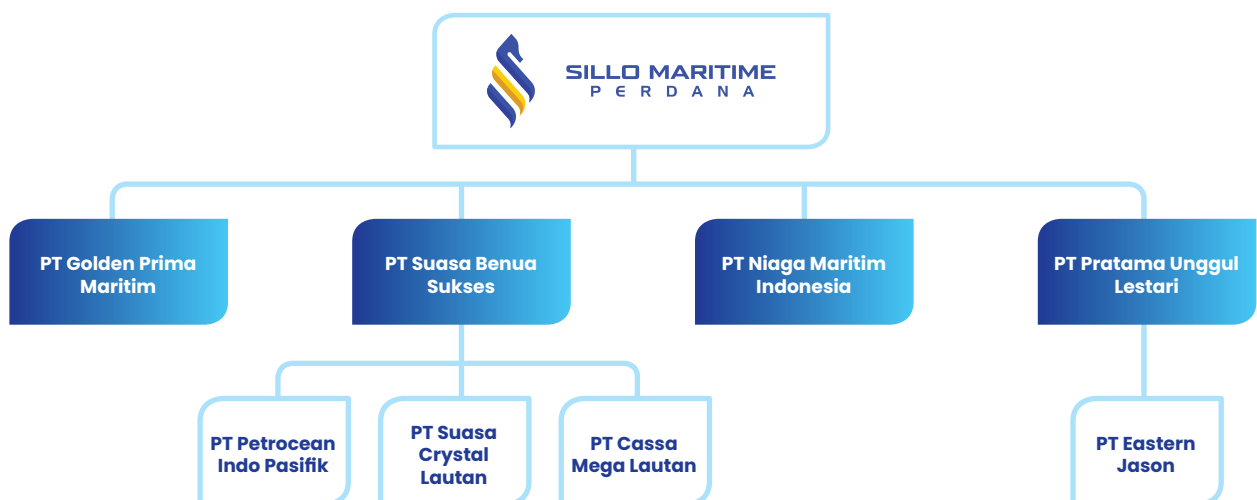 SILLO MARITIME
PERDANA
PT Golden Prima
Maritim
PT Suasa Benua
Sukses
PT Niaga Maritim
Indonesia
PT Pratama Unggul
Lestari
PT Petrocean
Indo Pasifik
PT Suasa
Crystal
Lautan
PT Cassa
Mega Lautan
PT Eastern
Jason